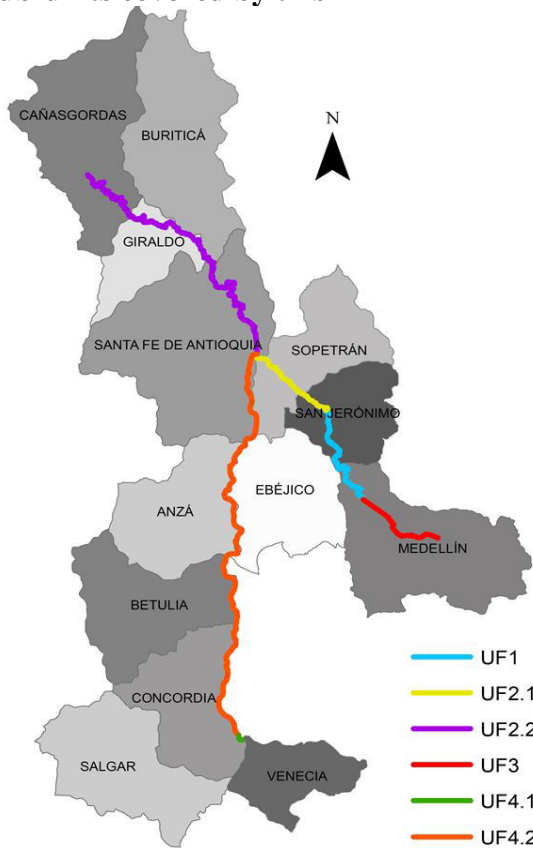 CAÑASGORDAS
BURITICÁ
N
GIRALDO
SANTA FE DE ANTIOQUIA
SOPETRÁN
SAN JERÓNIMO
EBÉJICO
ANZÁ
MEDELLÍN
BETULIA
CONCORDIA
SALGAR
VENECIA
UF1
UF2.1
UF2.2
UF3
UF4.1
UF4.2